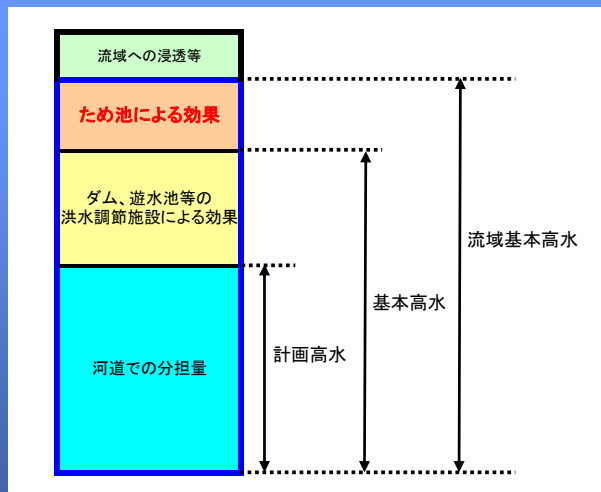 流域への浸透等
ため池による効果
ダム、遊水池等の
洪水調節施設による効果
河道での分担量
計画高水
基本高水
流域基本高水